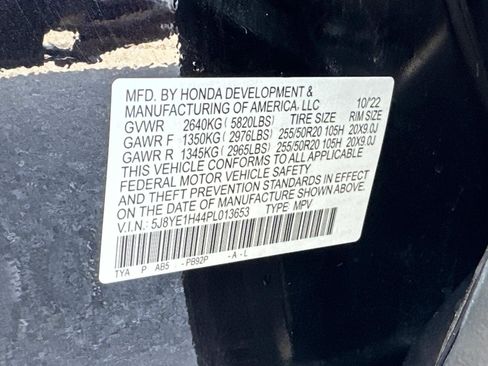 MFD. BY HONDA DEVELOPMENT &
MANUFACTURING OF AMERICA, LLC 10/22
GVWR 2640KG ( 5820LBS ) TIRE SIZE RIM SIZE
GAWR F 1350KG ( 2976LBS ) 255/50R20 105H 20X9.0J
GAWR R 1345KG ( 2965LBS ) 255/50R20 105H 20X9.0J
THIS VEHICLE CONFORMS TO ALL APPLICABLE
FEDERAL MOTOR VEHICLE SAFETY
AND THEFT PREVENTION STANDARDS IN EFFECT
ON THE DATE OF MANUFACTURE SHOWN ABOVE.
V.I.N.: 5J8YE1H44PL013653 TYPE: MPV
TYA P AB5 -PB92P -A-L